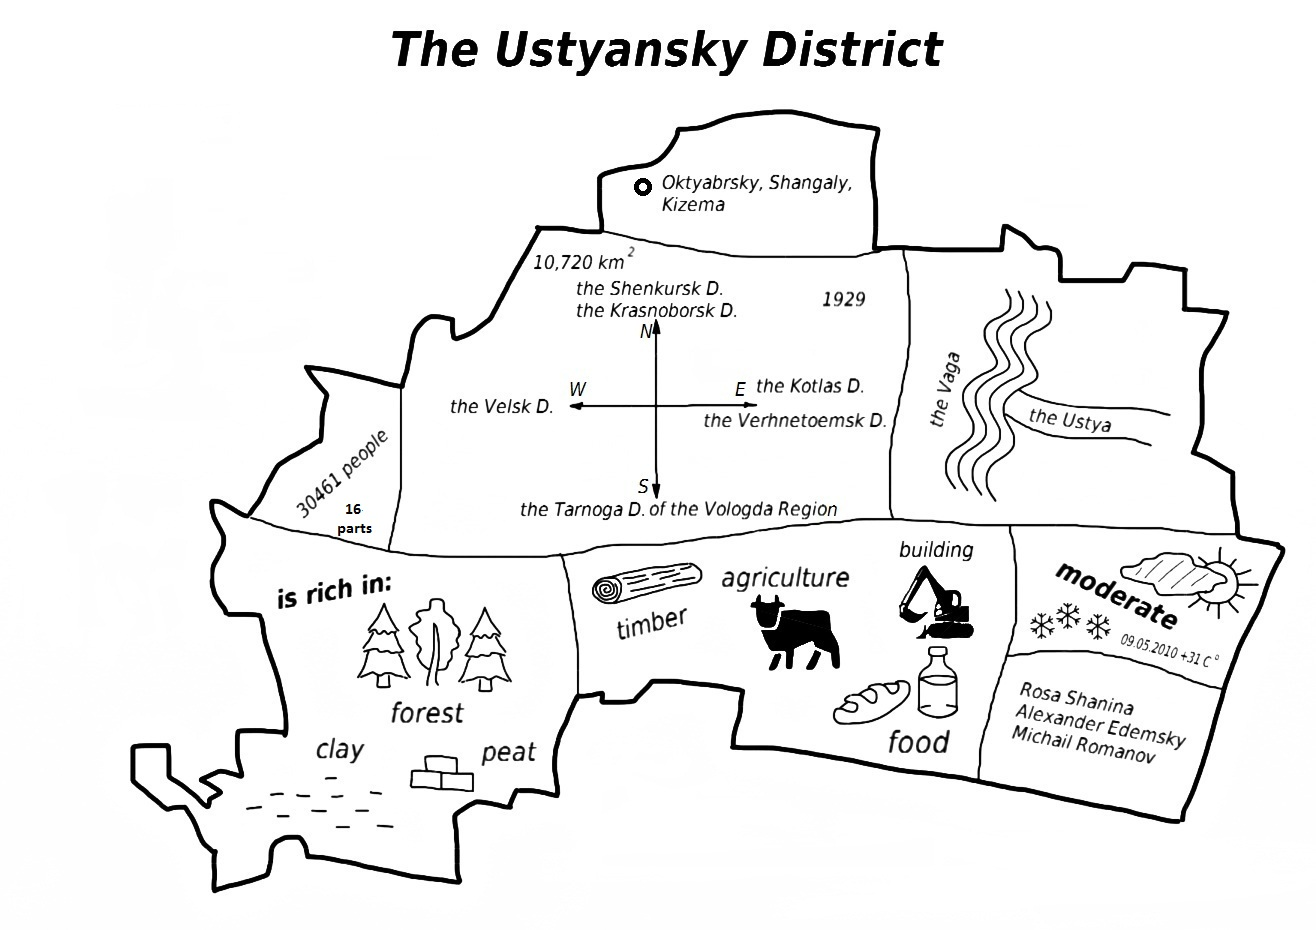 The Ustyansky District
Oktyabrsky, Shangaly,
Kizema
10,720 km²
the Shenkursk D.
the Krasnoborsk D.
1929
N
W
E
the Kotlas D.
the Velsk D.
the Verhnetoemsk D.
S
the Tarnoga D. of the Vologda Region
the Vaga
the Ustya
30461 people
16
parts
is rich in:
forest
clay
peat
timber
agriculture
building
food
moderate
09.05.2010 +31 C°
Rosa Shanina
Alexander Edemsky
Michail Romanov